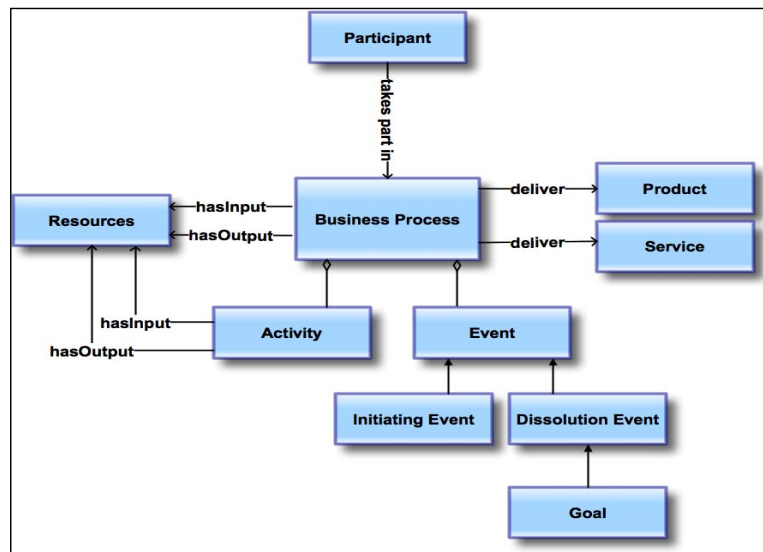 Participant
takes part in
hasInput
Business Process
deliver
Product
Resources
hasOutput
deliver
Service
hasInput
Activity
Event
hasOutput
Initiating Event
Dissolution Event
Goal